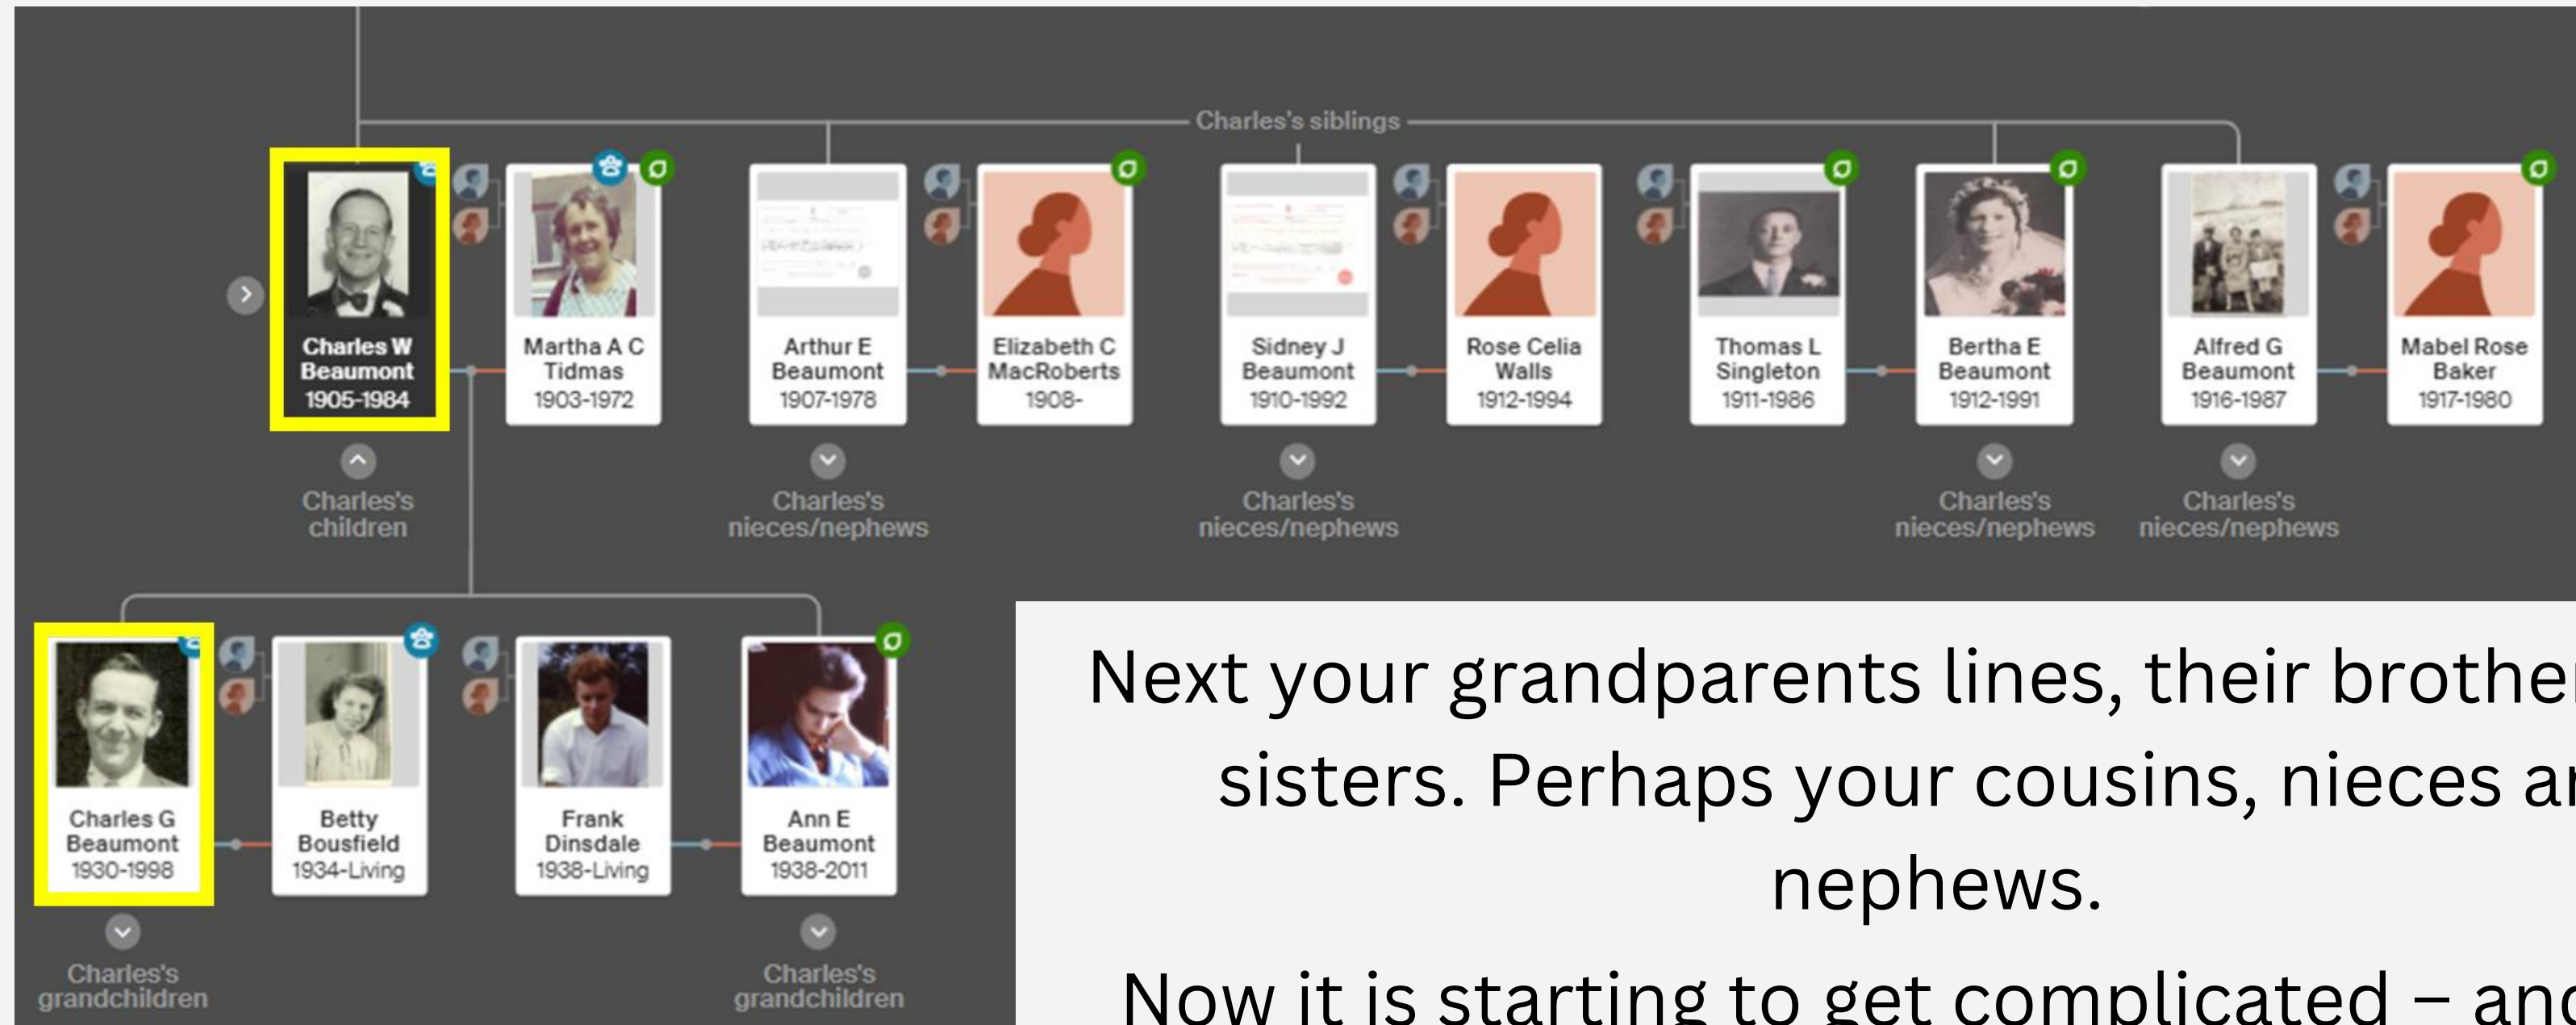 Charles's siblings
Charles W
Beaumont
1905-1984
Martha A C
Tidmas
1903-1972
Arthur E
Beaumont
1907-1978
Elizabeth C
MacRoberts
1908-
Sidney J
Beaumont
1910-1992
Rose Celia
Walls
1912-1994
Thomas L
Singleton
1911-1986
Bertha E
Beaumont
1912-1991
Alfred G
Beaumont
1916-1987
Mabel Rose
Baker
1917-1980
Charles's
children
Charles's
nieces/nephews
Charles's
nieces/nephews
Charles's
nieces/nephews
Charles's
nieces/nephews
Charles G
Beaumont
1930-1998
Betty
Bousfield
1934-Living
Frank
Dinsdale
1938-Living
Ann E
Beaumont
1938-2011
Charles's
grandchildren
Charles's
grandchildren
Next your grandparents lines, their brother
sisters. Perhaps your cousins, nieces
nephews.
Now it is starting to get complicated – and